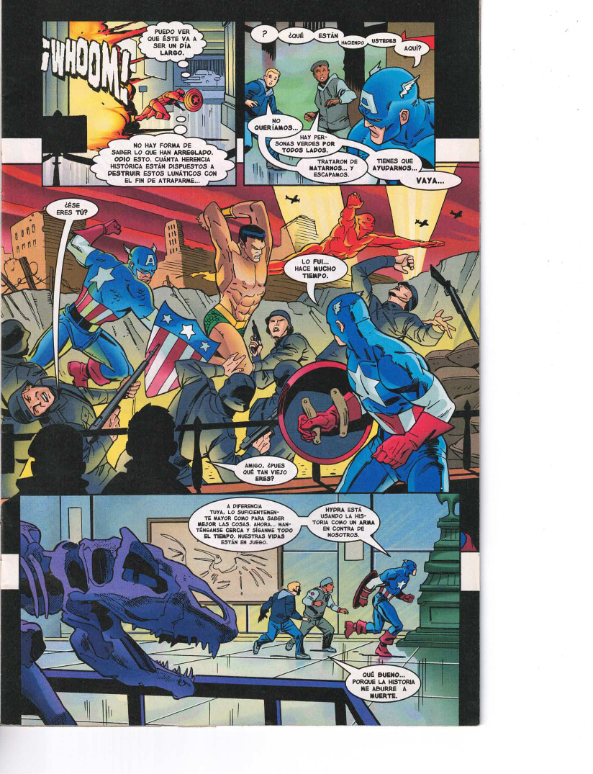 ¡WHOOM!
PUEDO VER
QUE ÉSTE VA A
SER UN DÍA
LARGO.
NO HAY FORMA DE
SABER LO QUE HAN ARREGLADO.
ODIO ESTO. CUÁNTA HERENCIA
HISTÓRICA ESTÁN DISPUESTOS A
DESTRUIR ESTOS LUNÁTICOS CON
EL FIN DE ATRAPARME...
? ¿QUÉ ESTÁN HACIENDO USTEDES
AQUÍ?
NO
QUERÍAMOS...
HAY PER-
SONAS VERDES POR
TODOS LADOS.
TRATARON DE
MATARNOS... Y
ESCAPAMOS.
TIENES QUE
AYUDARNOS...
VAYA...
¿ÉSE
ERES TÚ?
A
LO FUI...
HACE MUCHO
TIEMPO.
AMIGO, ¿PUES
QUÉ TAN VIEJO
ERES?
A DIFERENCIA
TUYA, LO SUFICIENTEMEN-
TE MAYOR COMO PARA SABER
MEJOR LAS COSAS. AHORA... MAN-
TÉNGANSE CERCA Y SÍGANME TODO
EL TIEMPO. NUESTRAS VIDAS
ESTÁN EN JUEGO.
HYDRA ESTÁ
USANDO LA HIS-
TORIA COMO UN ARMA
EN CONTRA DE
NOSOTROS.
QUÉ BUENO...
PORQUE LA HISTORIA
ME ABURRE A
MUERTE.